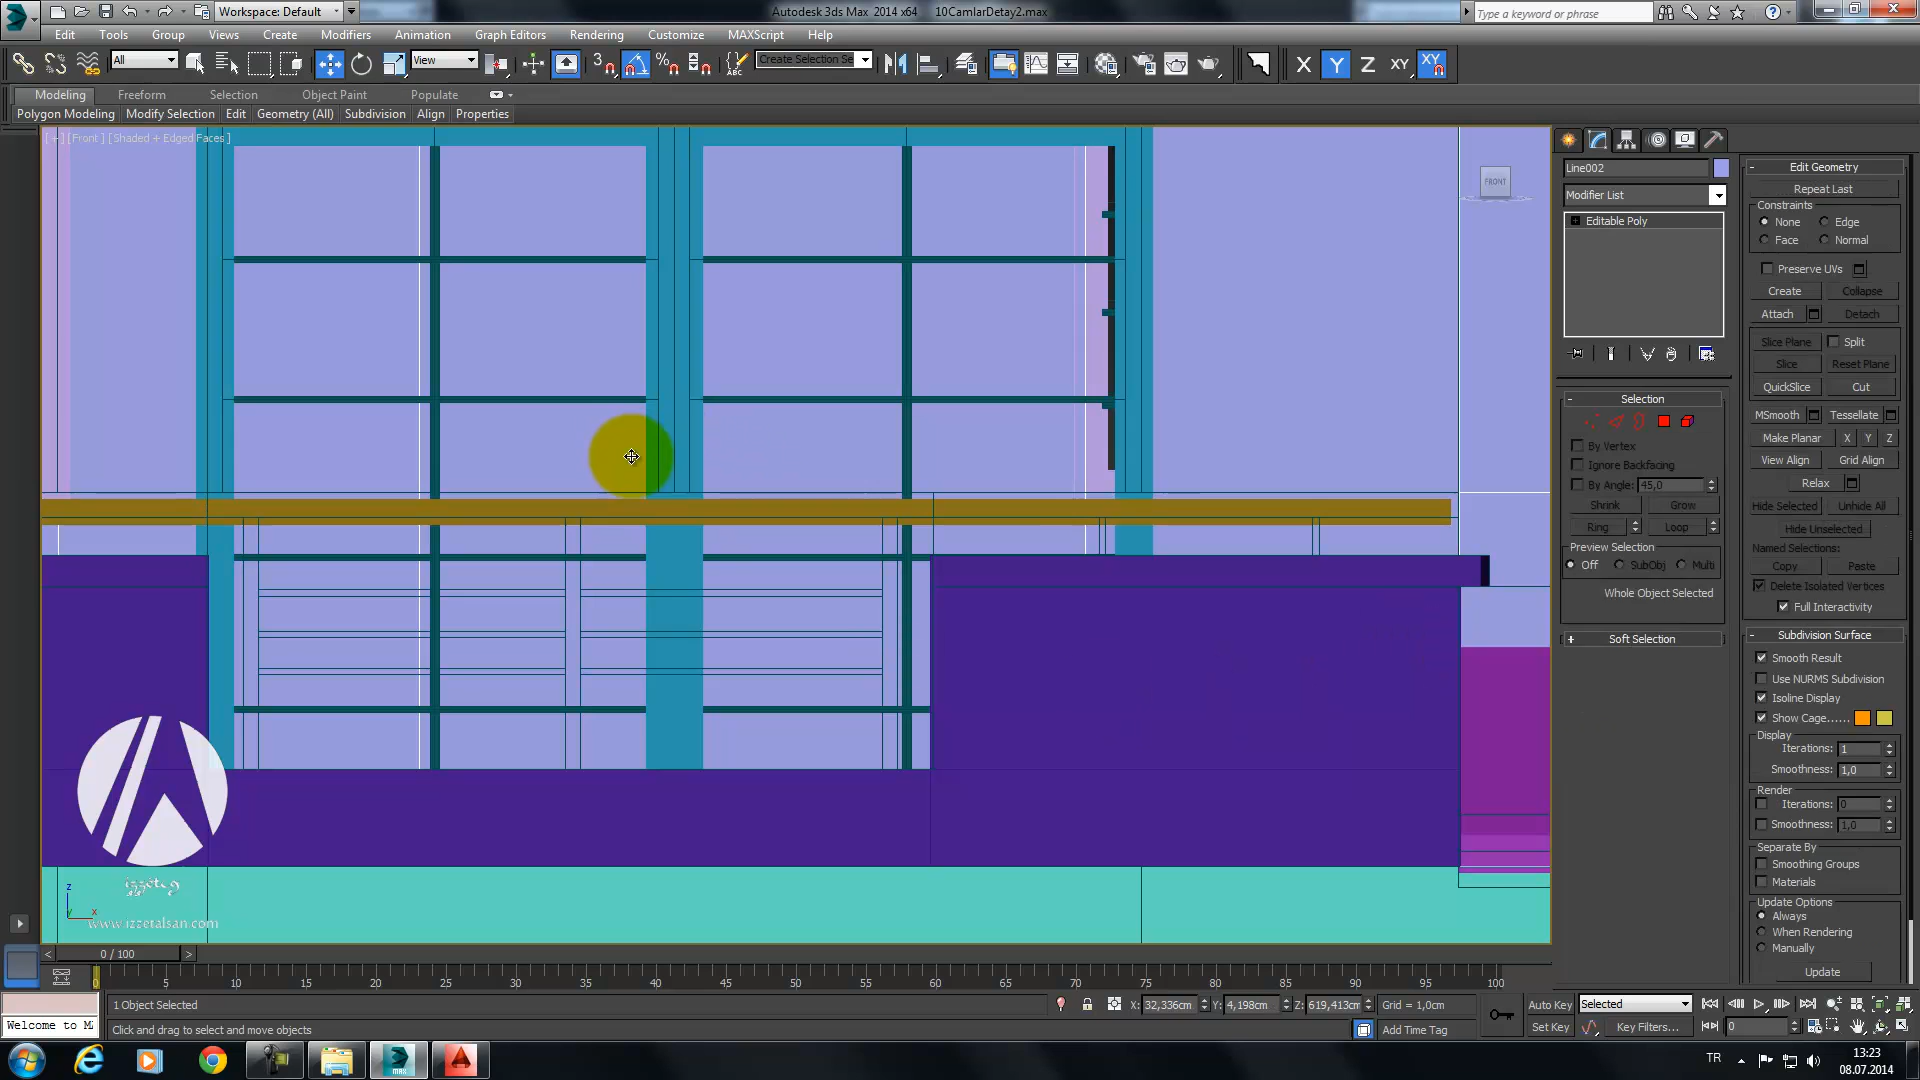 Workspace: Default
Autodesk 3ds Max 2014 x64 10CamlarDetay2.max
Type a keyword or phrase
Edit Tools Group Views Create Modifiers Animation Graph Editors Rendering Customize MAXScript Help
All View 3 Create Selection Se X Y Z XY XY
Modeling Freeform Selection Object Paint Populate
Polygon Modeling Modify Selection Edit Geometry (All) Subdivision Align Properties
[ + ] [ Front ] [ Shaded + Edged Faces ]
FRONT
Line002
Modifier List
Editable Poly
Selection
By Vertex
Ignore Backfacing
By Angle: 45,0
Shrink Grow
Ring Loop
Preview Selection
Off SubObj Multi
Whole Object Selected
Soft Selection
Edit Geometry
Repeat Last
Constraints
None Edge
Face Normal
Preserve UVs
Create Collapse
Attach Detach
Slice Plane Split
Slice Reset Plane
QuickSlice Cut
MSmooth Tessellate
Make Planar X Y Z
View Align Grid Align
Relax
Hide Selected Unhide All
Hide Unselected
Named Selections:
Copy Paste
Delete Isolated Vertices
Full Interactivity
Subdivision Surface
Smooth Result
Use NURMS Subdivision
Isoline Display
Show Cage......
Display
Iterations: 1
Smoothness: 1,0
Render
Iterations: 0
Smoothness: 1,0
Separate By
Smoothing Groups
Materials
Update Options
Always
When Rendering
Manually
Update
z
y x
www.izzetalsan.com
< 0 / 100 >
0 5 10 15 20 25 30 35 40 45 50 55 60 65 70 75 80 85 90 95 100
1 Object Selected X: 32,336cm Y: 4,198cm Z: 619,413cm Grid = 1,0cm Auto Key Selected
Welcome to M Click and drag to select and move objects Add Time Tag Set Key Key Filters... 0
MAX
TR 13:23
08.07.2014